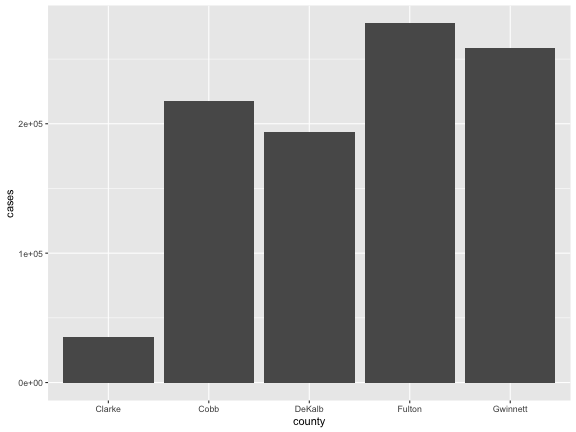 cases
2e+05
1e+05
0e+00
Clarke Cobb DeKalb Fulton Gwinnett
county